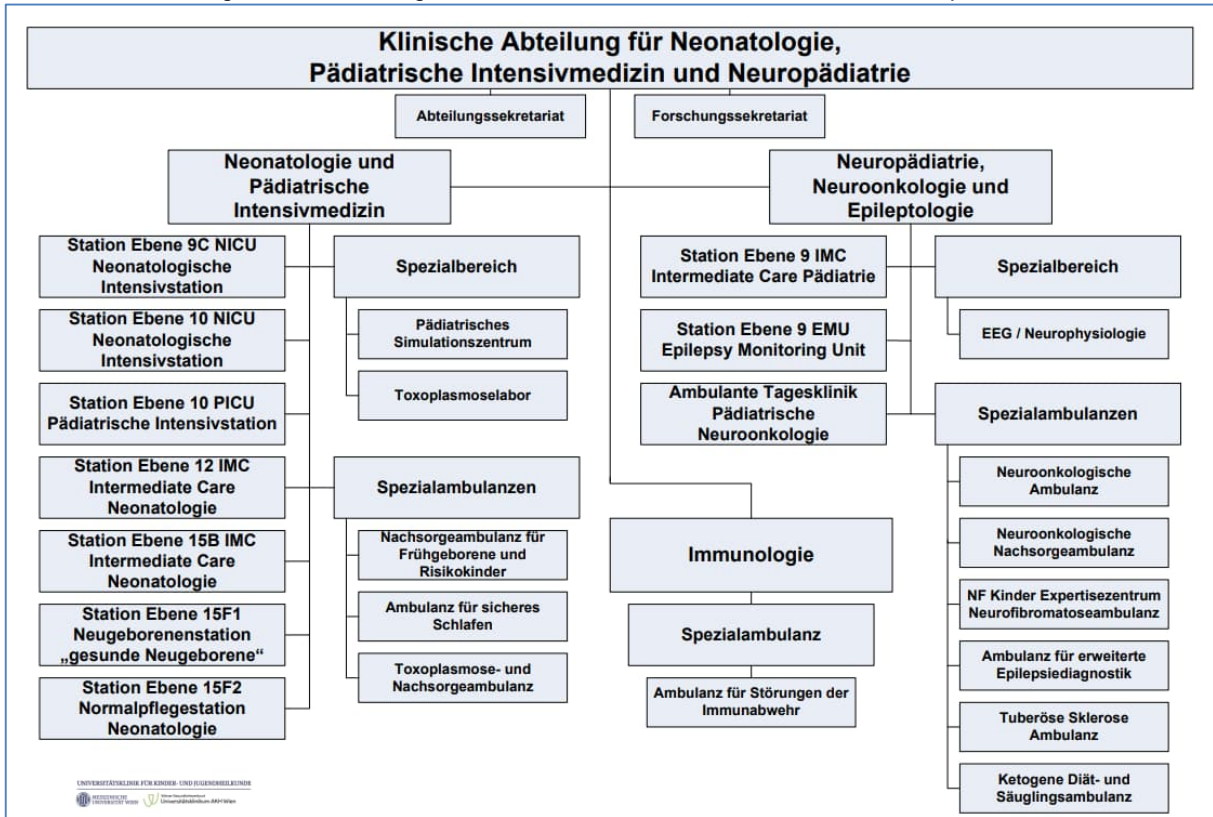 Klinische Abteilung für Neonatologie,
Pädiatrische Intensivmedizin und Neuropädiatrie
Abteilungssekretariat
Forschungssekretariat
Neonatologie und
Pädiatrische
Intensivmedizin
Station Ebene 9C NICU
Neonatologische
Intensivstation
Station Ebene 10 NICU
Neonatologische
Intensivstation
Station Ebene 10 PICU
Pädiatrische Intensivstation
Station Ebene 12 IMC
Intermediate Care
Neonatologie
Station Ebene 15B IMC
Intermediate Care
Neonatologie
Station Ebene 15F1
Neugeborenenstation
„gesunde Neugeborene“
Station Ebene 15F2
Normalpflegestation
Neonatologie
Spezialbereich
Pädiatrisches
Simulationszentrum
Toxoplasmoselabor
Spezialambulanzen
Nachsorgeambulanz für
Frühgeborene und
Risikokinder
Ambulanz für sicheres
Schlafen
Toxoplasmose- und
Nachsorgeambulanz
Neuropädiatrie,
Neuroonkologie und
Epileptologie
Station Ebene 9 IMC
Intermediate Care Pädiatrie
Station Ebene 9 EMU
Epilepsy Monitoring Unit
Ambulante Tagesklinik
Pädiatrische
Neuroonkologie
Spezialbereich
EEG / Neurophysiologie
Spezialambulanzen
Neuroonkologische
Ambulanz
Neuroonkologische
Nachsorgeambulanz
NF Kinder Expertisezentrum
Neurofibromatoseambulanz
Ambulanz für erweiterte
Epilepsiediagnostik
Tuberöse Sklerose
Ambulanz
Ketogene Diät- und
Säuglingsambulanz
Immunologie
Spezialambulanz
Ambulanz für Störungen der
Immunabwehr
UNIVERSITÄTSKLINIK FÜR KINDER- UND JUGENDHEILKUNDE
MEDIZINISCHE
UNIVERSITÄT WIEN
Universitätsklinikum AKH Wien